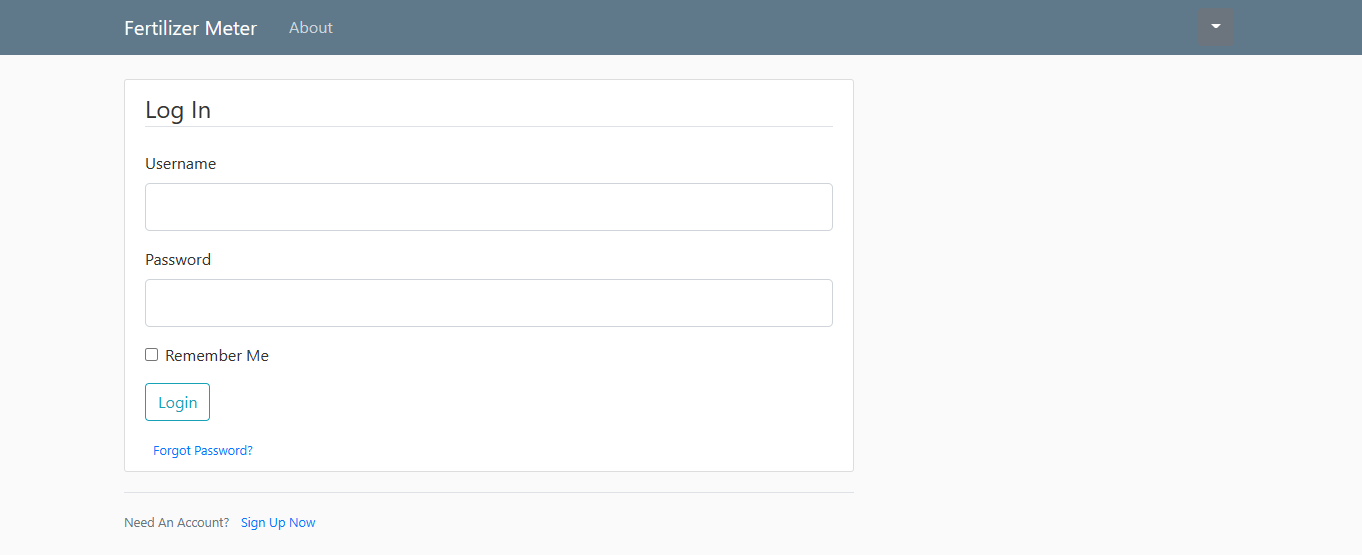 Fertilizer Meter About
Log In
Username
Password
Remember Me
Login
Forgot Password?
Need An Account? Sign Up Now